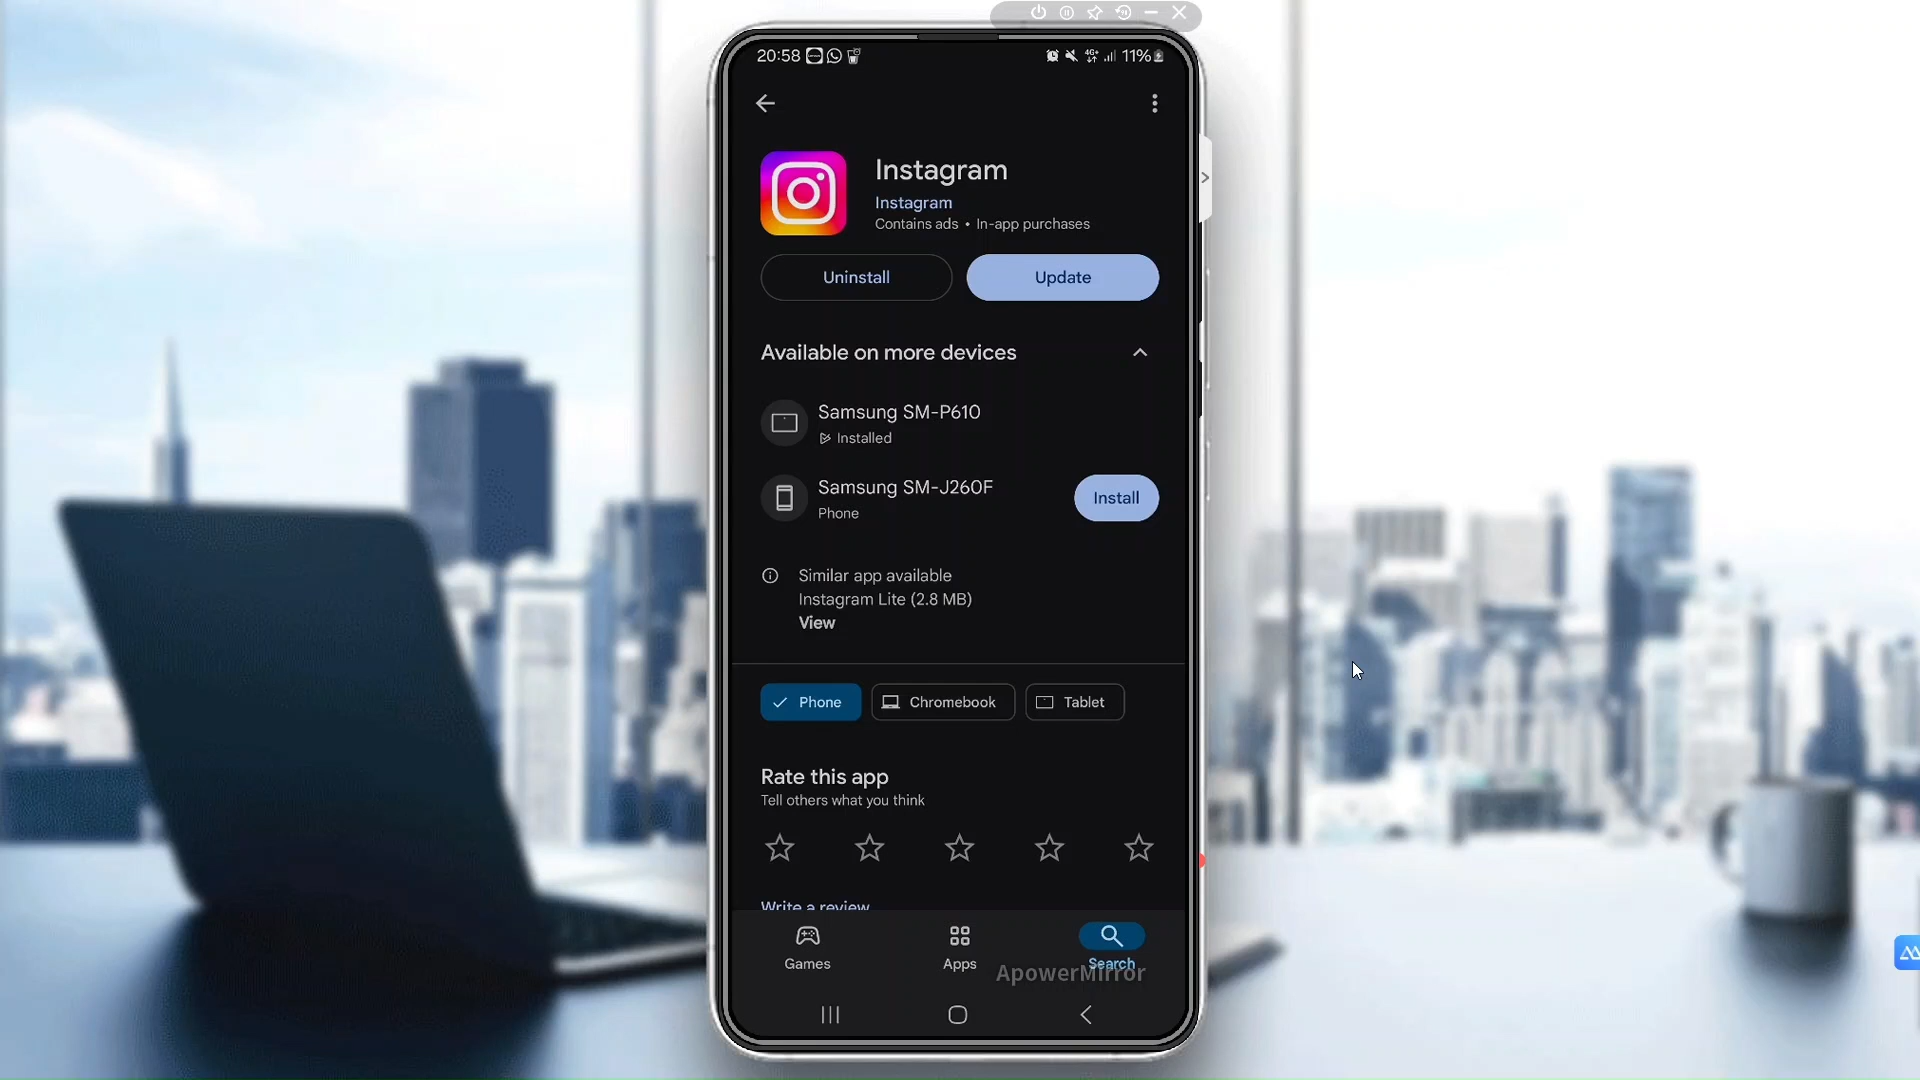 20:58
4G+ 11%
Instagram
Instagram
Contains ads • In-app purchases
Uninstall
Update
Available on more devices
Samsung SM-P610
Installed
Samsung SM-J260F
Phone
Install
Similar app available
Instagram Lite (2.8 MB)
View
Phone
Chromebook
Tablet
Rate this app
Tell others what you think
Write a review
Games
Apps
Search
ApowerMirror